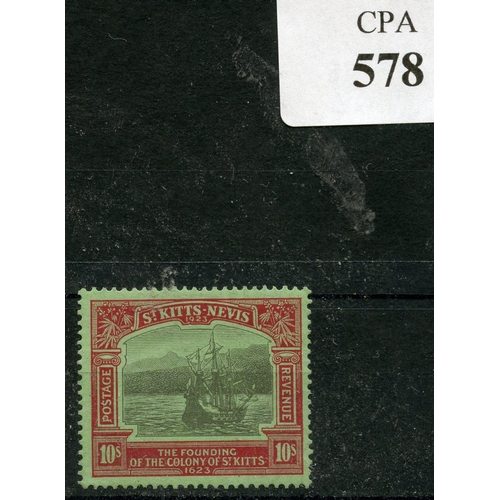 CPA
578
St KITTS-NEVIS
1923
POSTAGE
REVENUE
10s
10s
THE FOUNDING
OF THE COLONY OF St KITTS
1623